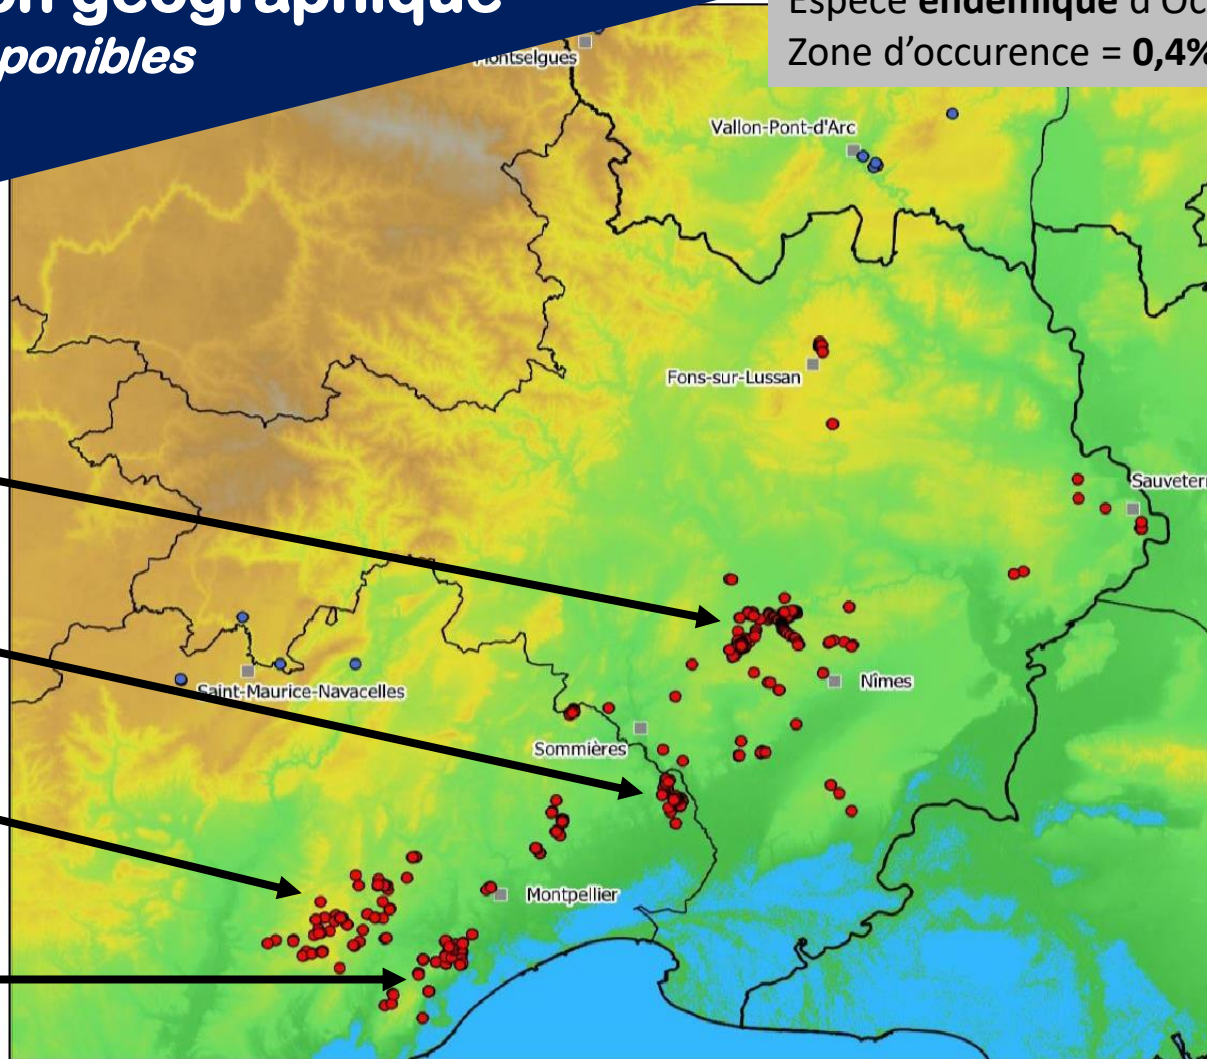 on géographique
ponibles
Espèce endémique d'Oc
Zone d'occurence = 0,4%
ontselgues
Vallon-Pont-d'Arc
Fons-sur-Lussan
Sauveterr
Nîmes
Saint-Maurice-Navacelles
Sommières
Montpellier